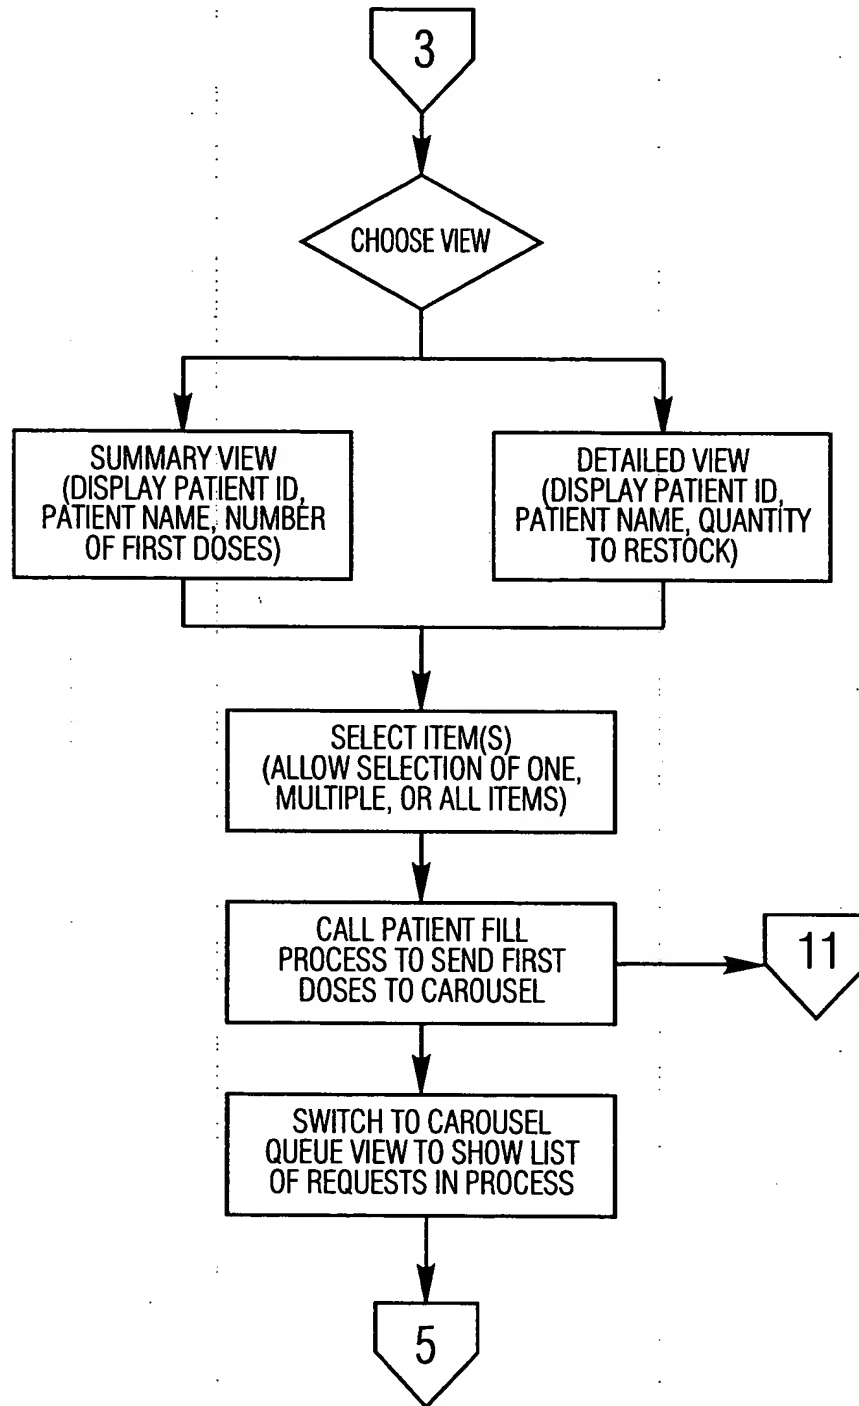 3
CHOOSE VIEW
SUMMARY VIEW
(DISPLAY PATIENT ID,
PATIENT NAME, NUMBER
OF FIRST DOSES)
DETAILED VIEW
(DISPLAY PATIENT ID,
PATIENT NAME, QUANTITY
TO RESTOCK)
SELECT ITEM(S)
(ALLOW SELECTION OF ONE,
MULTIPLE, OR ALL ITEMS)
CALL PATIENT FILL
PROCESS TO SEND FIRST
DOSES TO CAROUSEL
11
SWITCH TO CAROUSEL
QUEUE VIEW TO SHOW LIST
OF REQUESTS IN PROCESS
5